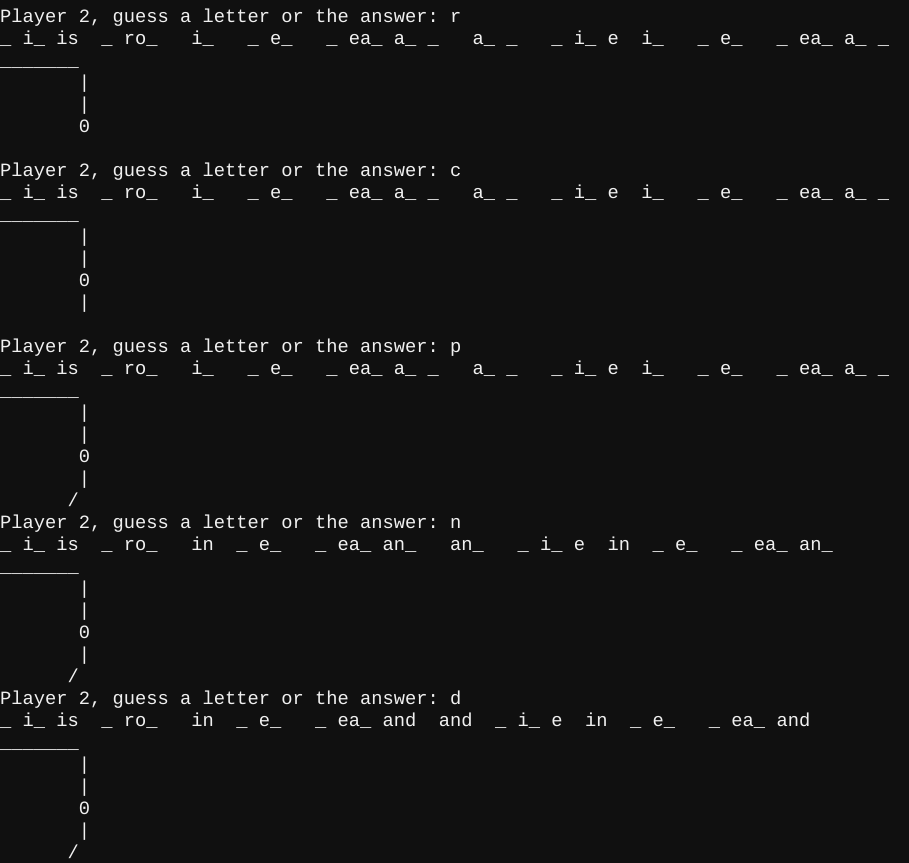 Player 2, guess a letter or the answer: r
_ i_ is  _ ro_   i_   _ e_   _ ea_ a_ _   a_ _   _ i_ e  i_   _ e_   _ ea_ a_ _
_______
       |
       |
       0
Player 2, guess a letter or the answer: c
_ i_ is  _ ro_   i_   _ e_   _ ea_ a_ _   a_ _   _ i_ e  i_   _ e_   _ ea_ a_ _
_______
       |
       |
       0
       |
Player 2, guess a letter or the answer: p
_ i_ is  _ ro_   i_   _ e_   _ ea_ a_ _   a_ _   _ i_ e  i_   _ e_   _ ea_ a_ _
_______
       |
       |
       0
       |
      /
Player 2, guess a letter or the answer: n
_ i_ is  _ ro_   in  _ e_   _ ea_ an_   an_   _ i_ e  in  _ e_   _ ea_ an_
_______
       |
       |
       0
       |
      /
Player 2, guess a letter or the answer: d
_ i_ is  _ ro_   in  _ e_   _ ea_ and  and  _ i_ e  in  _ e_   _ ea_ and
_______
       |
       |
       0
       |
      /